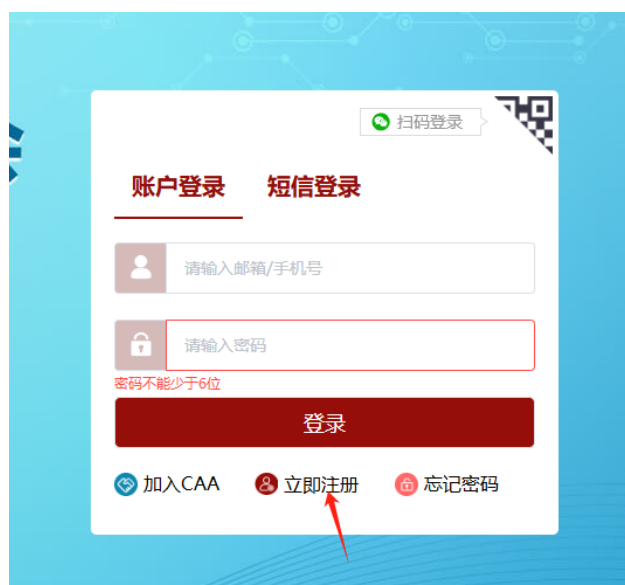 扫码登录
账户登录 短信登录
请输入邮箱/手机号
请输入密码
密码不能少于6位
登录
加入CAA 立即注册 忘记密码